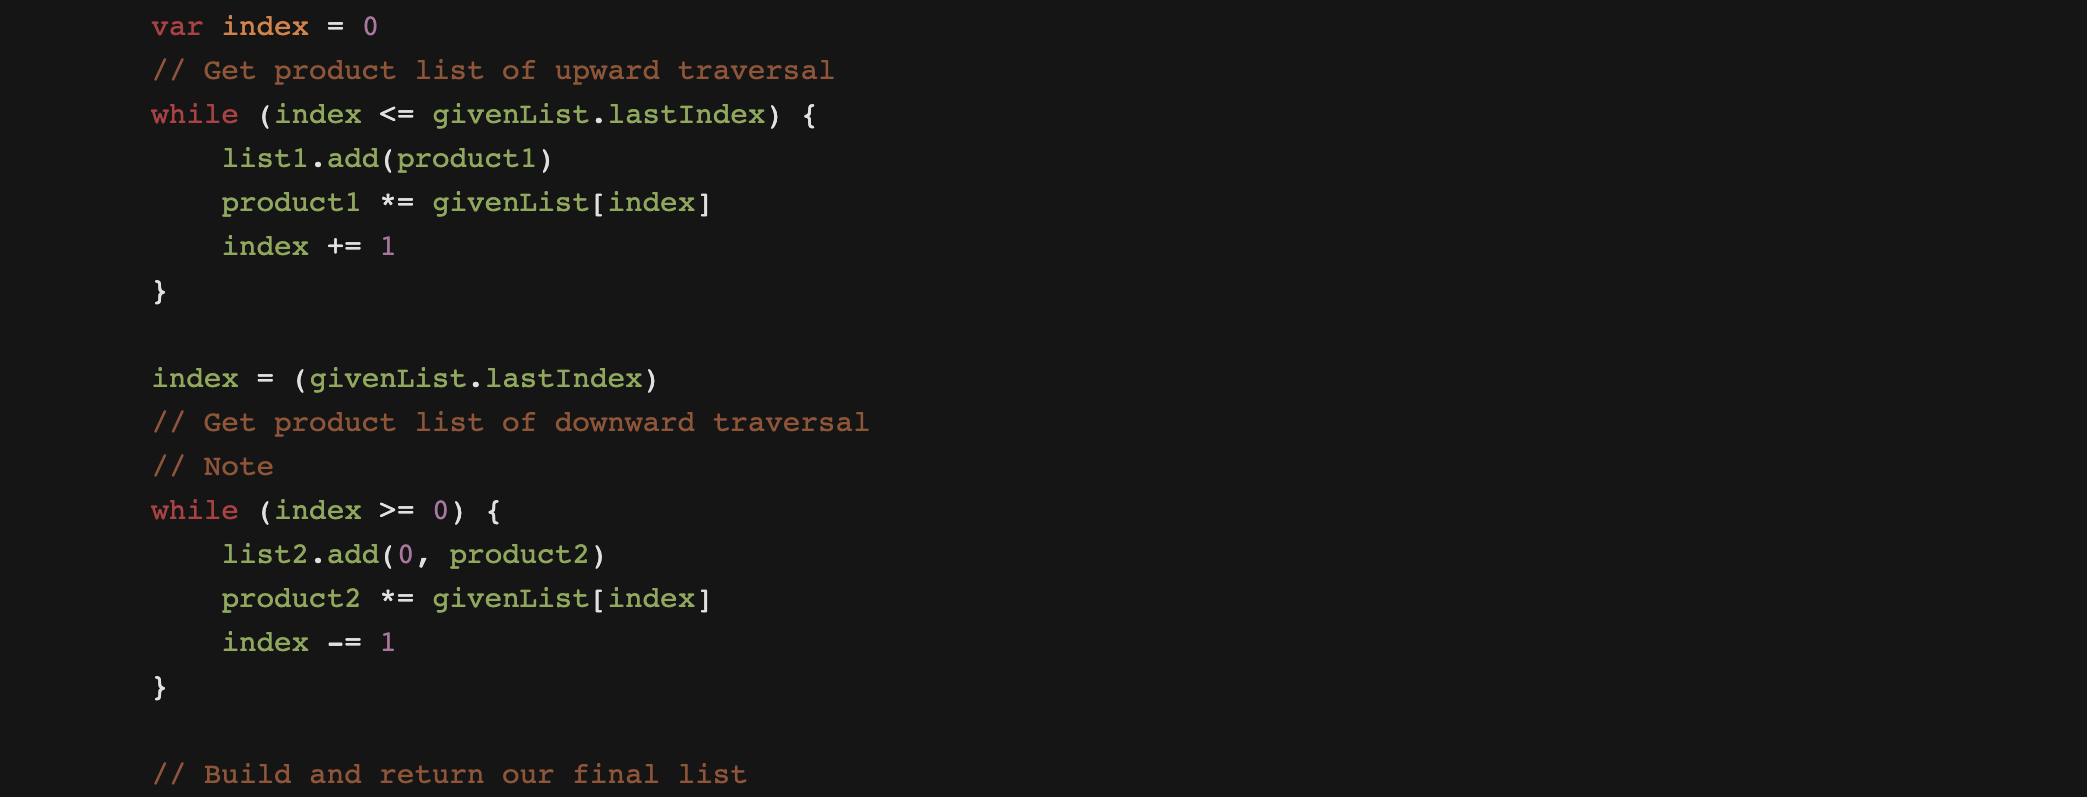 var index = 0
// Get product list of upward traversal
while (index <= givenList.lastIndex) {
    list1.add(product1)
    product1 *= givenList[index]
    index += 1
}

index = (givenList.lastIndex)
// Get product list of downward traversal
// Note
while (index >= 0) {
    list2.add(0, product2)
    product2 *= givenList[index]
    index -= 1
}

// Build and return our final list